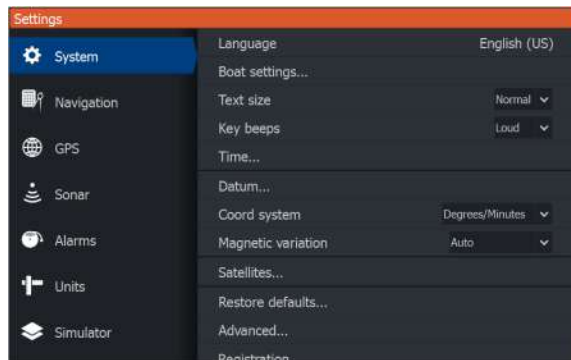 Settings
System
Navigation
GPS
Sonar
Alarms
Units
Simulator
Language English (US)
Boat settings...
Text size Normal
Key beeps Loud
Time...
Datum...
Coord system Degrees/Minutes
Magnetic variation Auto
Satellites...
Restore defaults...
Advanced...
Registration